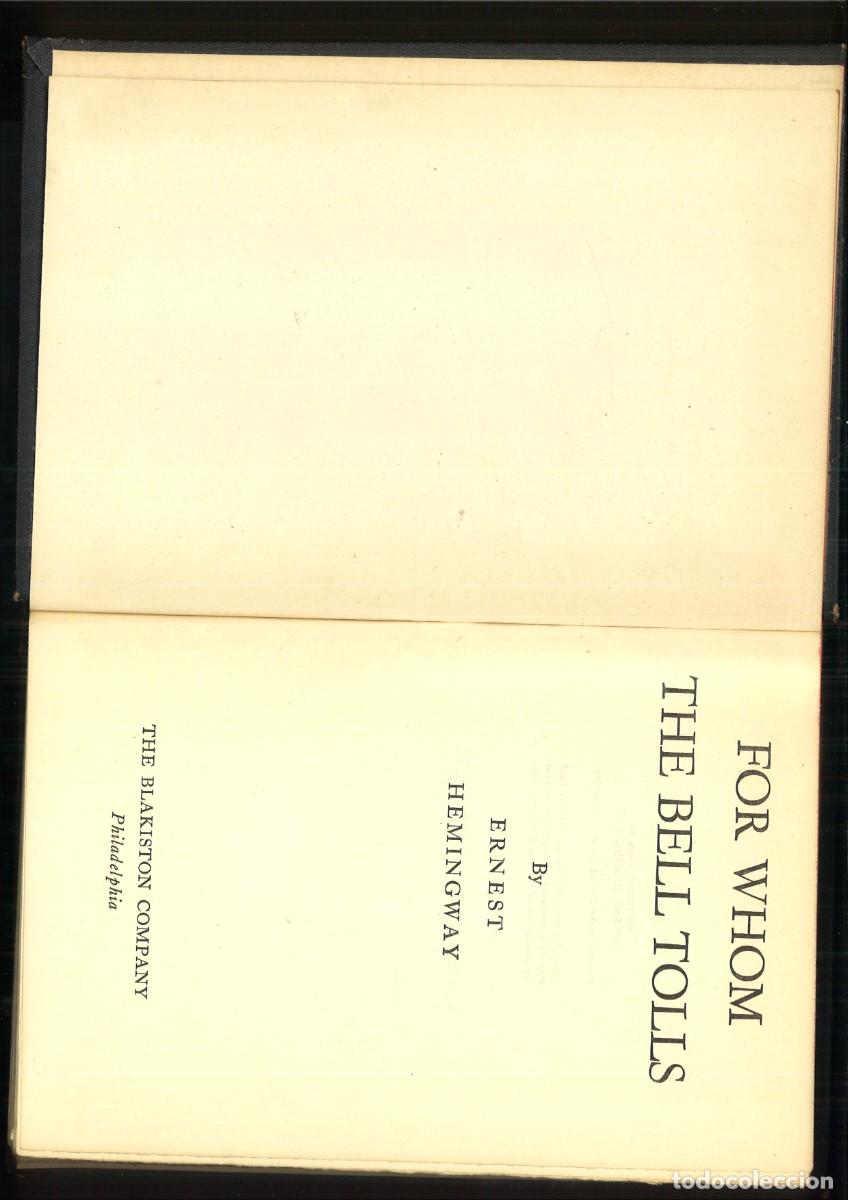 FOR WHOM
THE BELL TOLLS
By
ERNEST
HEMINGWAY
THE BLAKISTON COMPANY
Philadelphia
todocoleccion